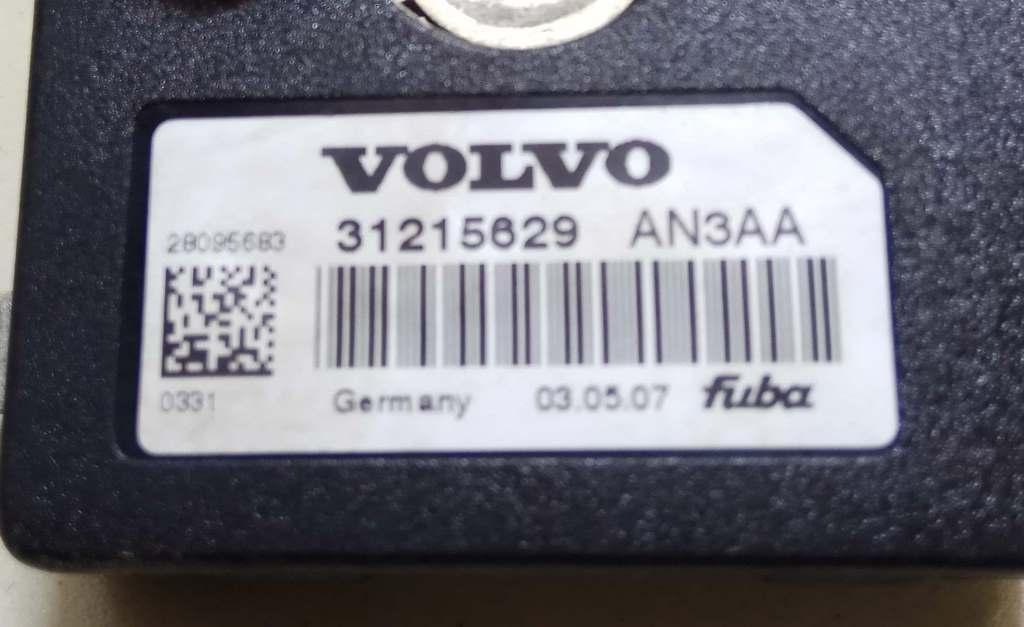 VOLVO
28095683 31215629 AN3AA
0331 Germany 03.05.07 fuba